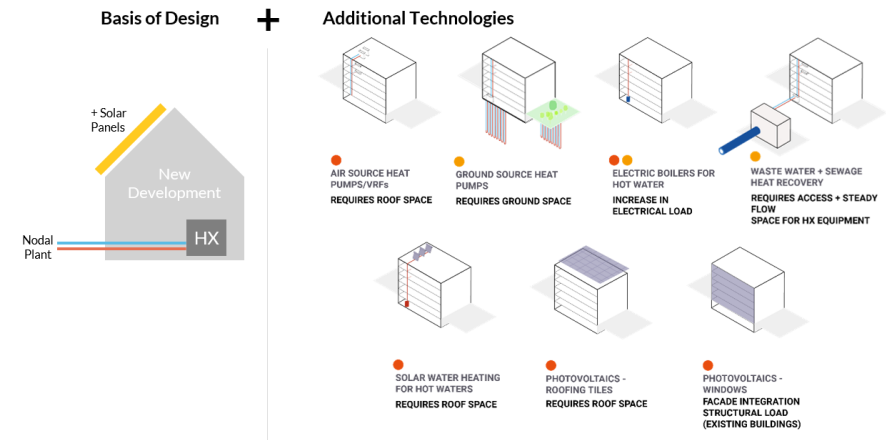 Basis of Design
+
Additional Technologies
+ Solar
Panels
New
Development
Nodal
Plant
HX
AIR SOURCE HEAT
PUMPS/VRFs
REQUIRES ROOF SPACE
GROUND SOURCE HEAT
PUMPS
REQUIRES GROUND SPACE
ELECTRIC BOILERS FOR
HOT WATER
INCREASE IN
ELECTRICAL LOAD
WASTE WATER + SEWAGE
HEAT RECOVERY
REQUIRES ACCESS + STEADY
FLOW
SPACE FOR HX EQUIPMENT
SOLAR WATER HEATING
FOR HOT WATERS
REQUIRES ROOF SPACE
PHOTOVOLTAICS -
ROOFING TILES
REQUIRES ROOF SPACE
PHOTOVOLTAICS -
WINDOWS
FACADE INTEGRATION
STRUCTURAL LOAD
(EXISTING BUILDINGS)